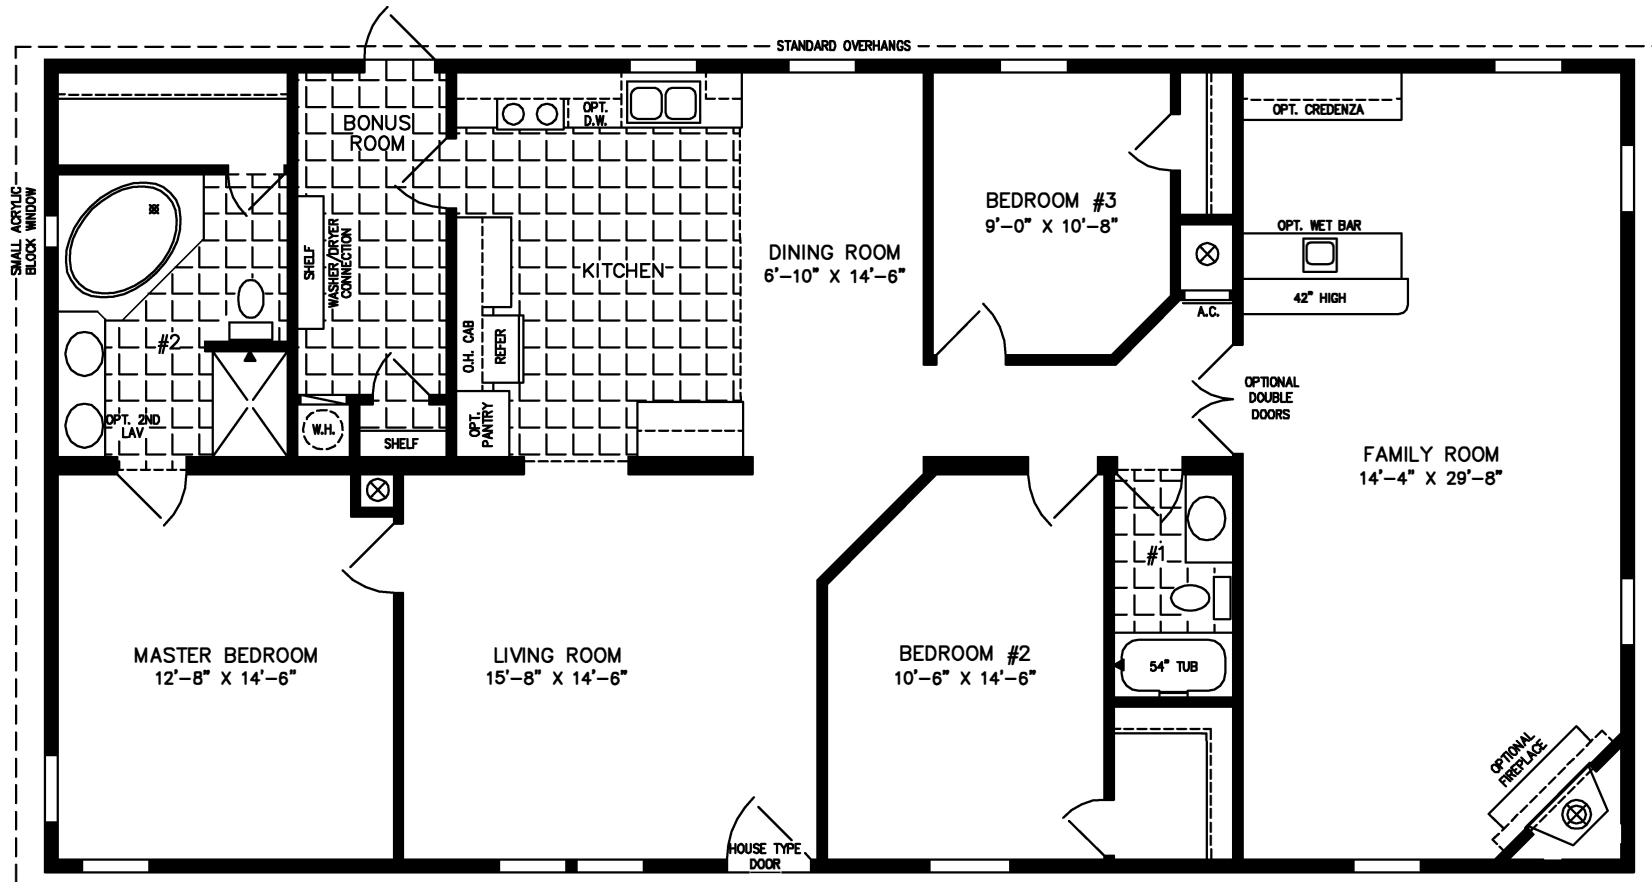 STANDARD OVERHANGS
SMALL ACRYLIC
BLOCK WINDOW
BONUS
ROOM
OPT.
D.W.
OPT. CREDENZA
BEDROOM #3
9'-0" X 10'-8"
OPT. WET BAR
DINING ROOM
6'-10" X 14'-6"
KITCHEN
SHELF
WASHER/DRYER
CONNECTION
42" HIGH
A.C.
#2
O.H. CAB
REFER
OPTIONAL
DOUBLE
DOORS
OPT. 2ND
LAV
W.H.
SHELF
OPT.
PANTRY
FAMILY ROOM
14'-4" X 29'-8"
#1
MASTER BEDROOM
12'-8" X 14'-6"
LIVING ROOM
15'-8" X 14'-6"
BEDROOM #2
10'-6" X 14'-6"
54" TUB
OPTIONAL
FIREPLACE
HOUSE TYPE
DOOR